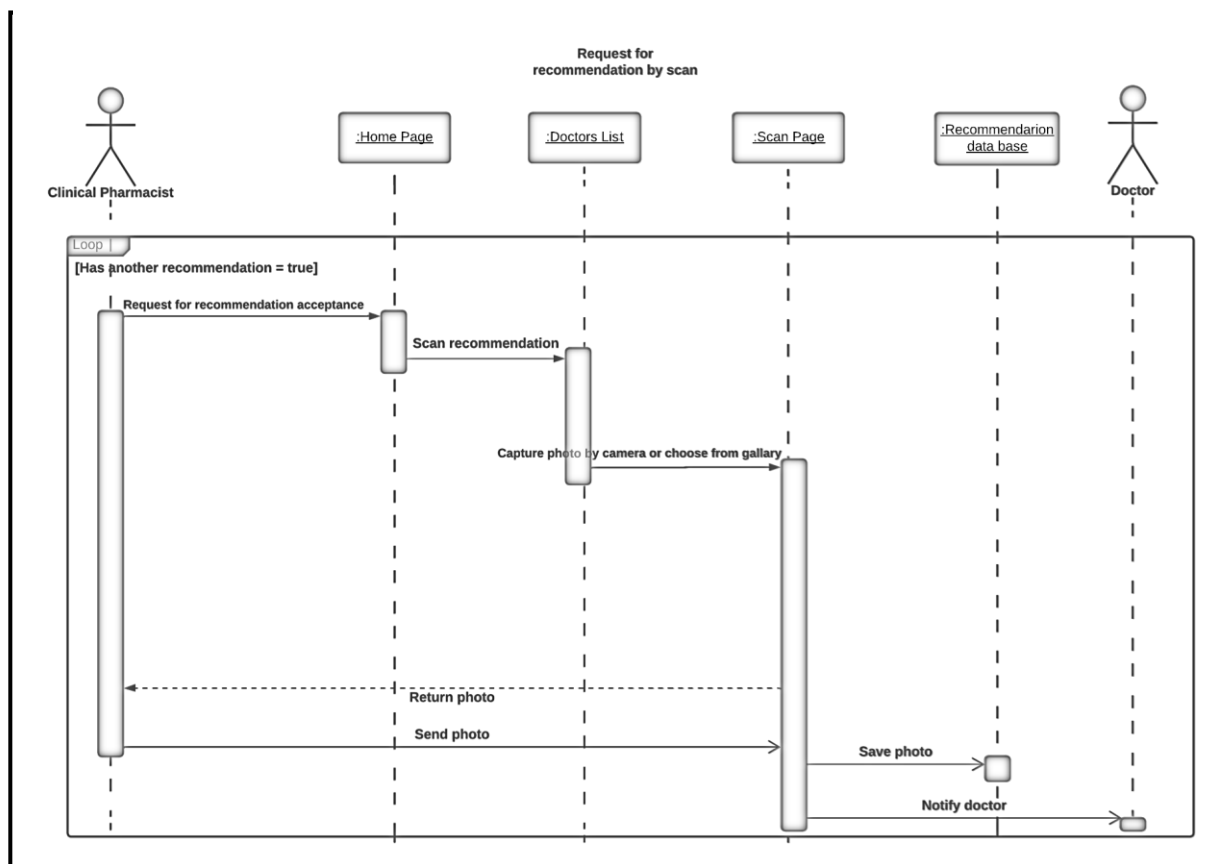 Request for
recommendation by scan
:Home Page
:Doctors List
:Scan Page
:Recommendarion
data base
Clinical Pharmacist
Doctor
Loop
[Has another recommendation = true]
Request for recommendation acceptance
Scan recommendation
Capture photo by camera or choose from gallary
Return photo
Send photo
Save photo
Notify doctor